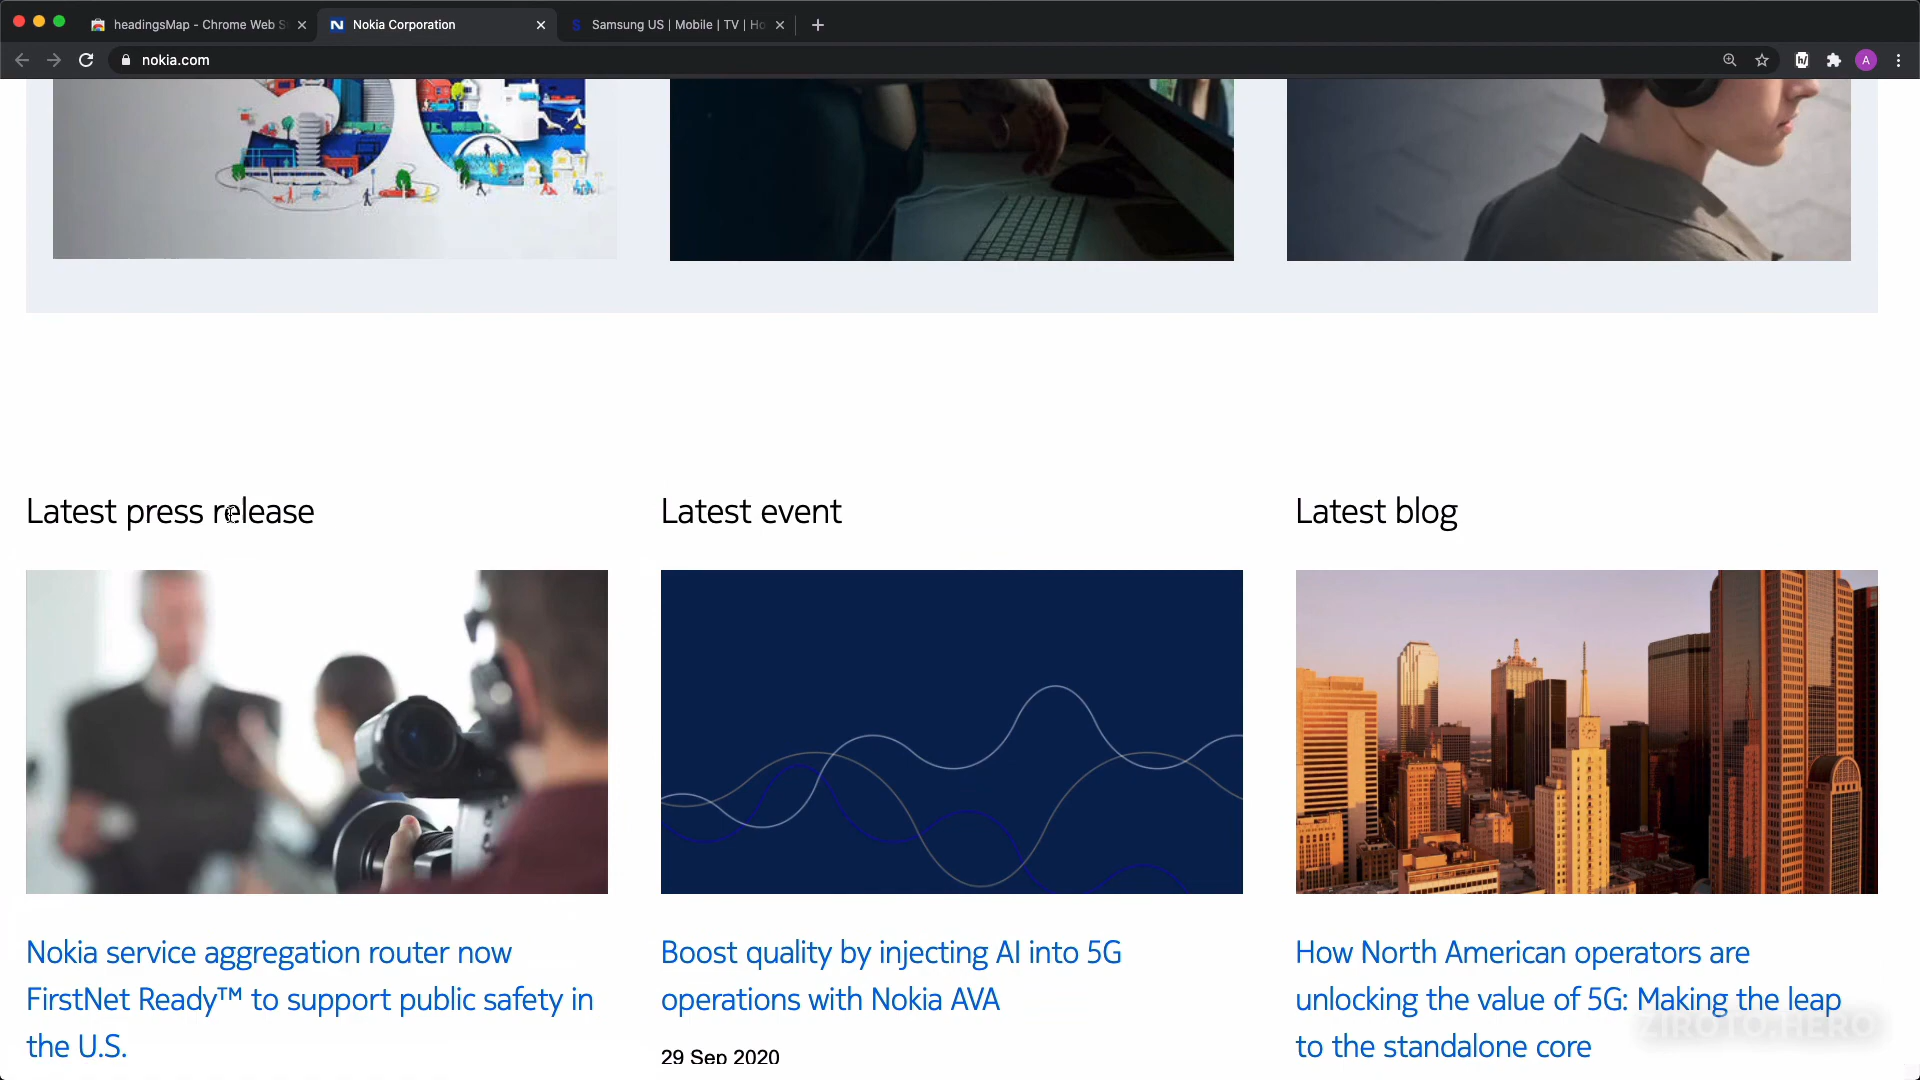 headingsMap - Chrome Web S
Nokia Corporation
Samsung US | Mobile | TV | Ho
nokia.com
A
Latest press release
Latest event
Latest blog
Nokia service aggregation router now
FirstNet Ready™ to support public safety in
the U.S.
Boost quality by injecting AI into 5G
operations with Nokia AVA
29 Sep 2020
How North American operators are
unlocking the value of 5G: Making the leap
to the standalone core
ZIROTO.HERO